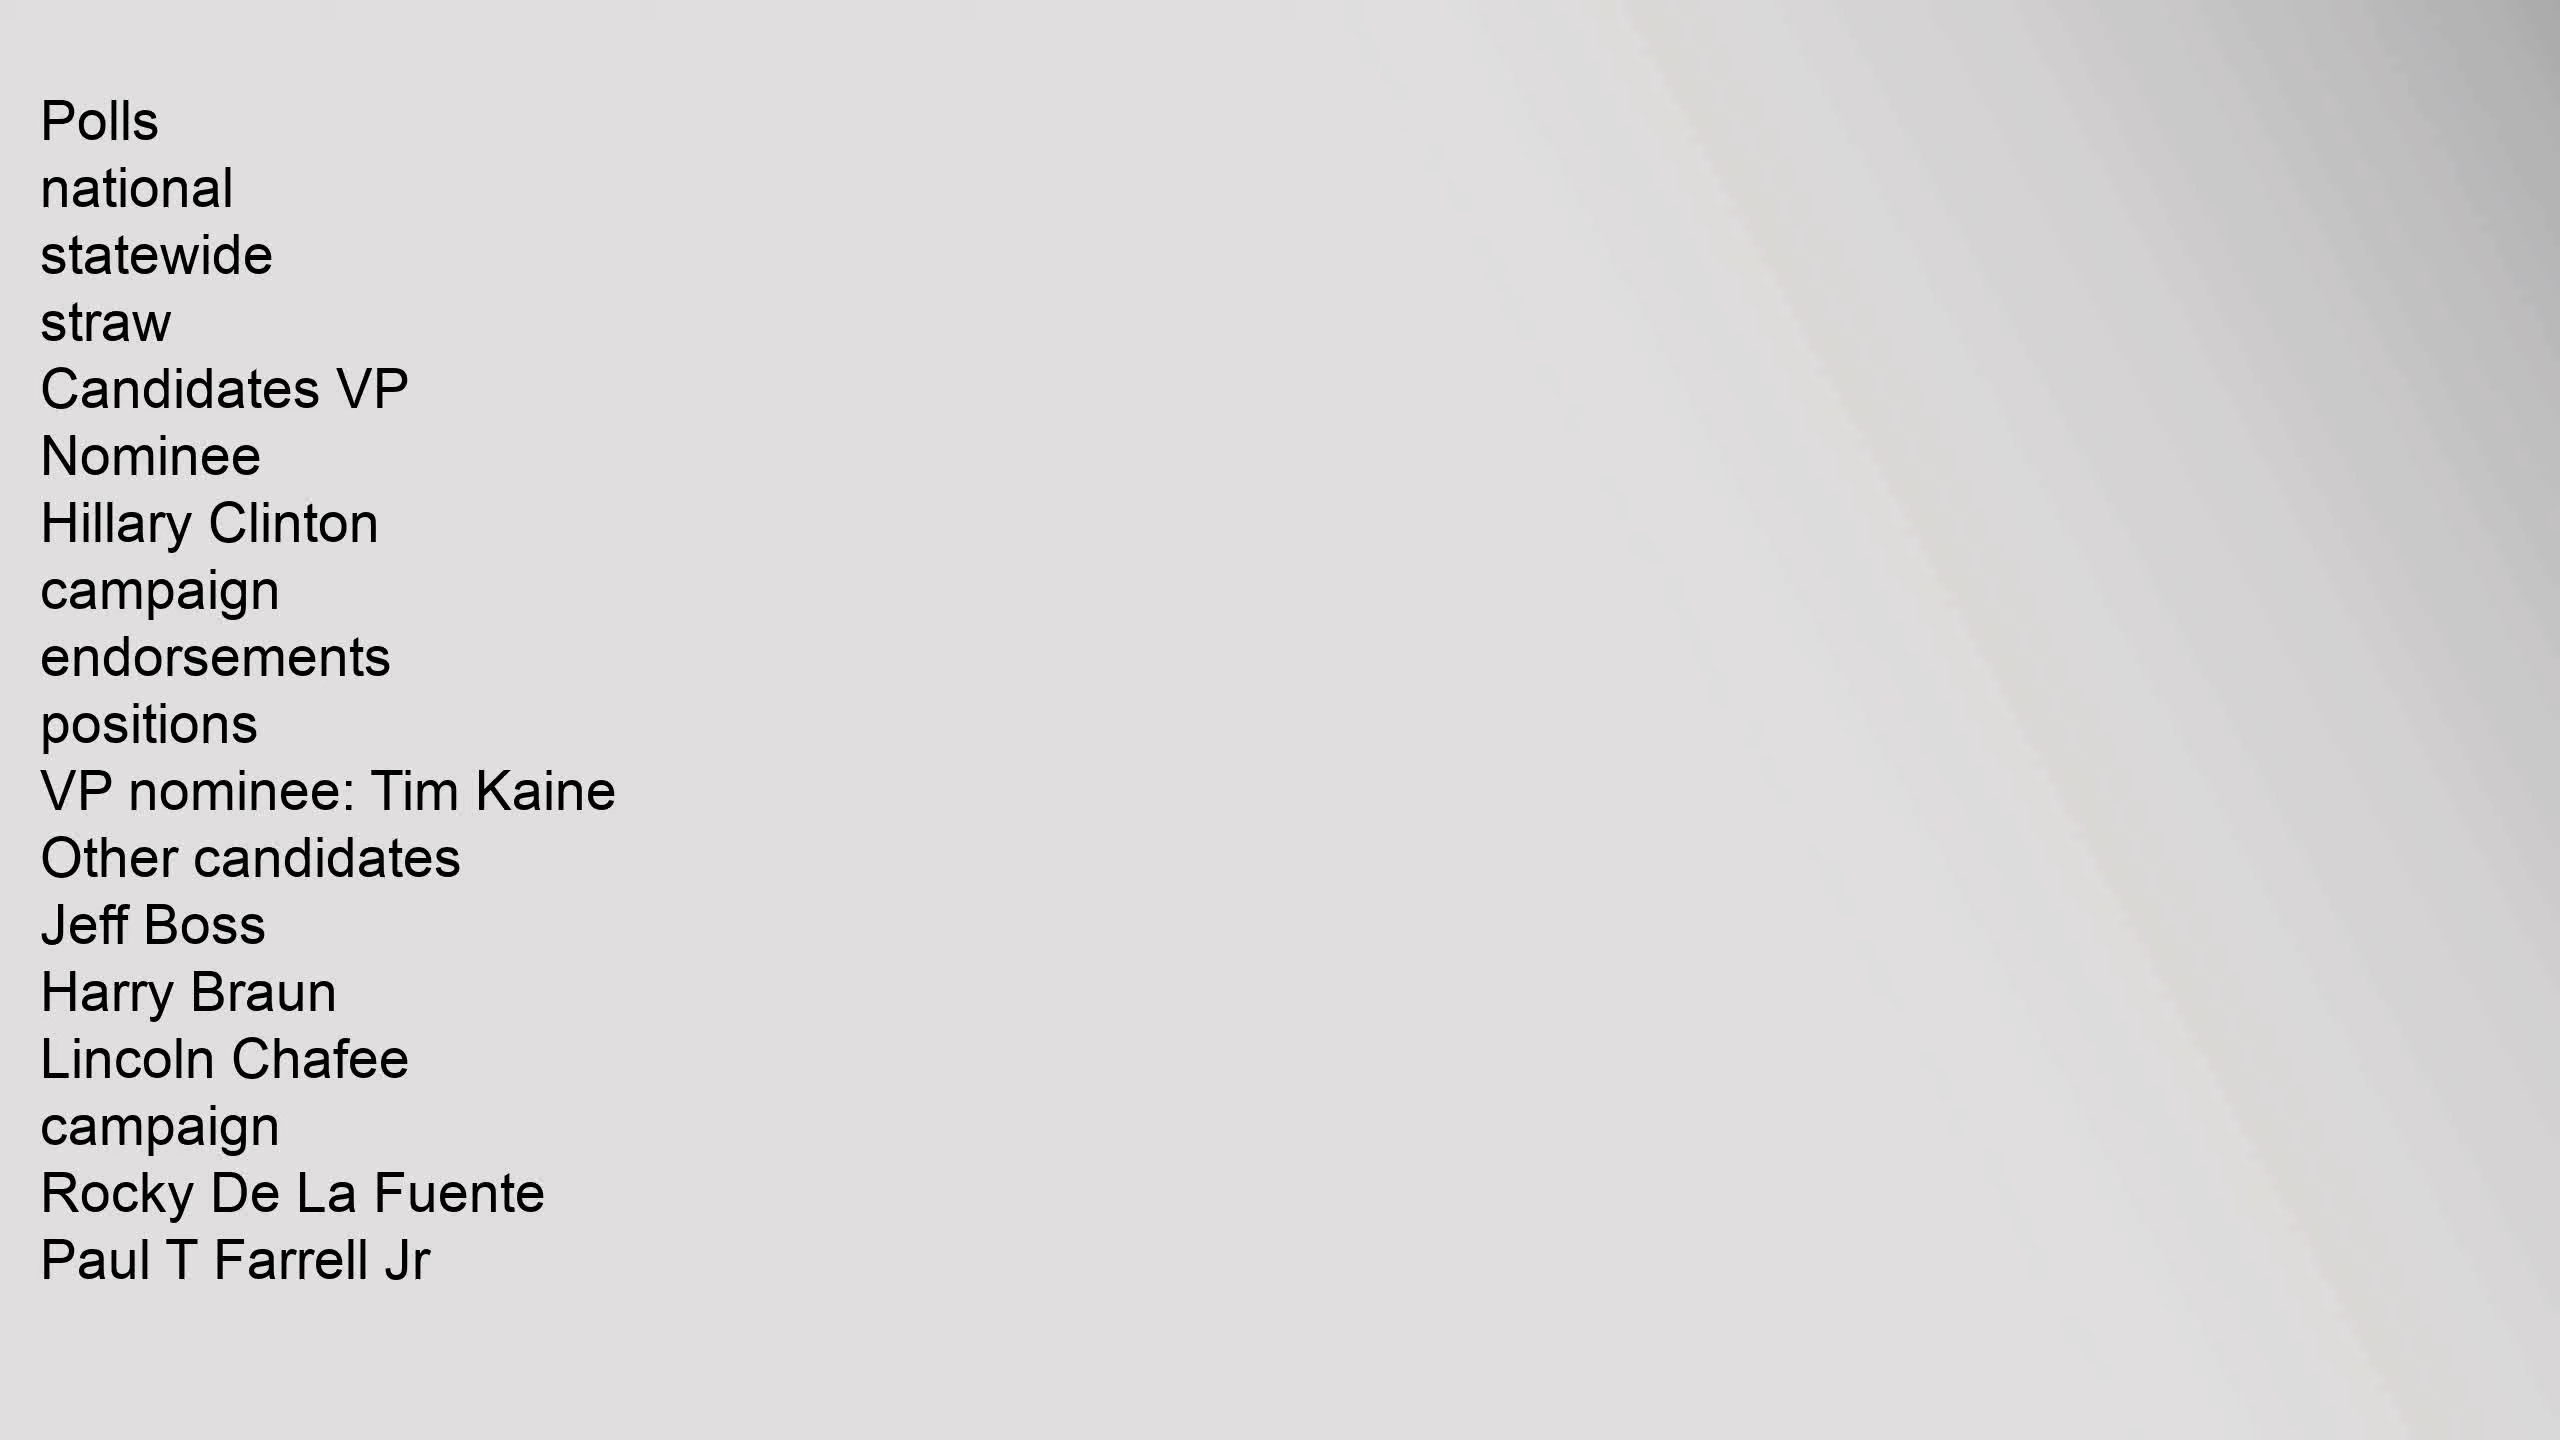 Polls
national
statewide
straw
Candidates VP
Nominee
Hillary Clinton
campaign
endorsements
positions
VP nominee: Tim Kaine
Other candidates
Jeff Boss
Harry Braun
Lincoln Chafee
campaign
Rocky De La Fuente
Paul T Farrell Jr